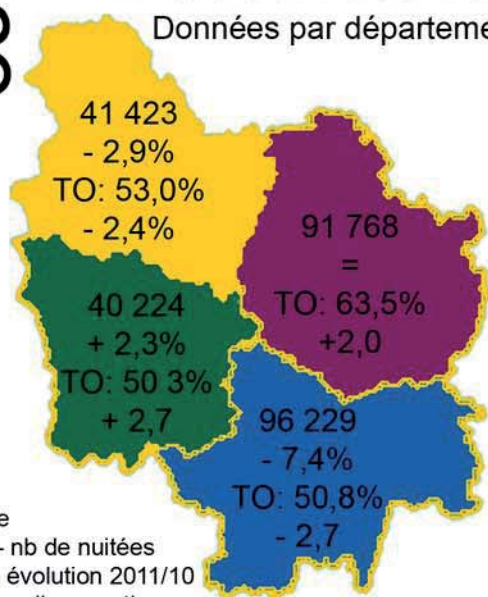 Données par départeme
41 423
- 2,9%
TO: 53,0%
- 2,4%
91 768
=
TO: 63,5%
+2,0
40 224
+ 2,3%
TO: 50 3%
+ 2,7
96 229
- 7,4%
TO: 50,8%
- 2,7
- nb de nuitées
évolution 2011/10